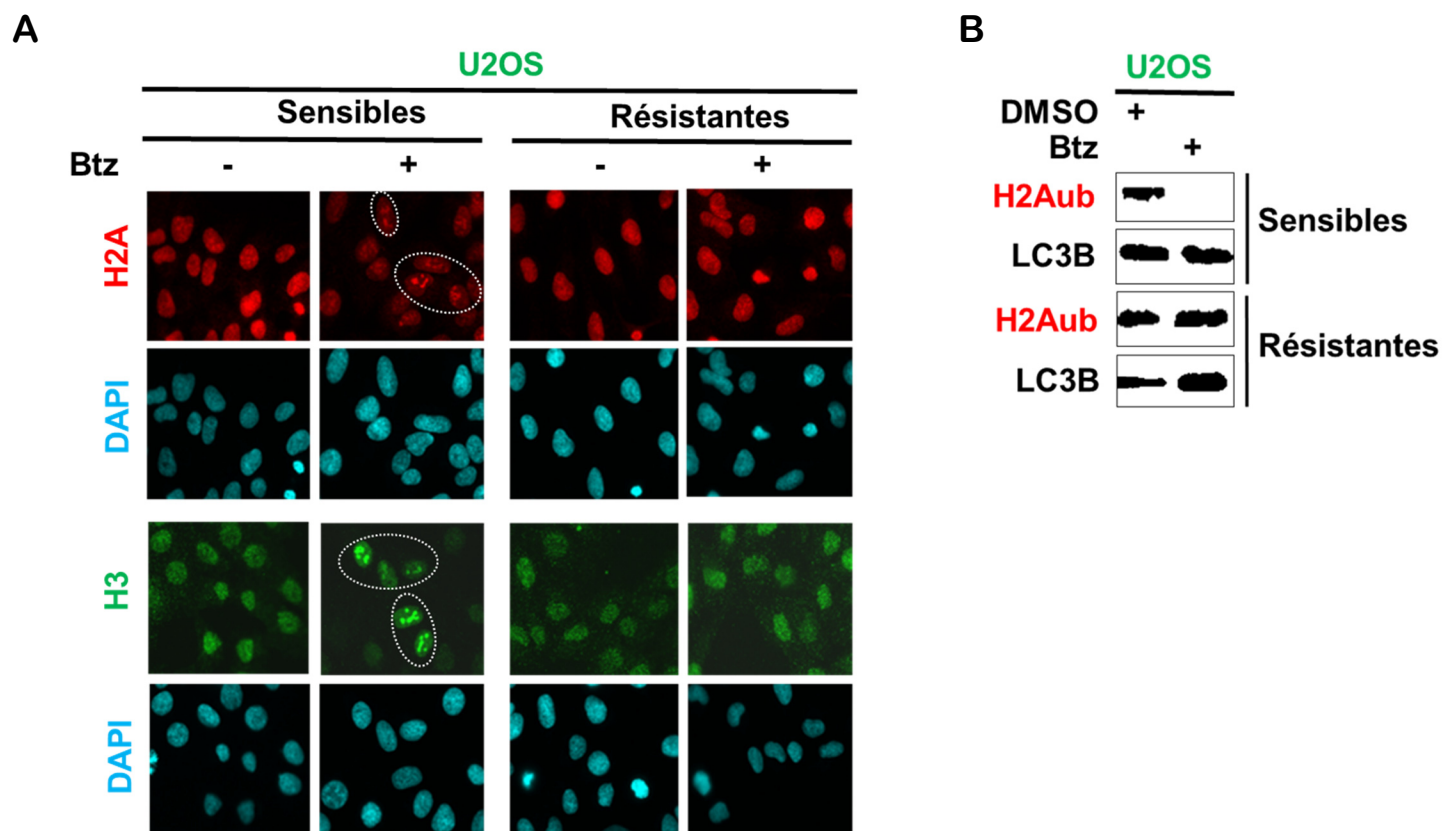 A
U2OS
Sensibles
Résistantes
Btz
-
+
-
+
H2A
DAPI
H3
DAPI
B
U2OS
DMSO
+
Btz
+
H2Aub
LC3B
Sensibles
H2Aub
LC3B
Résistantes